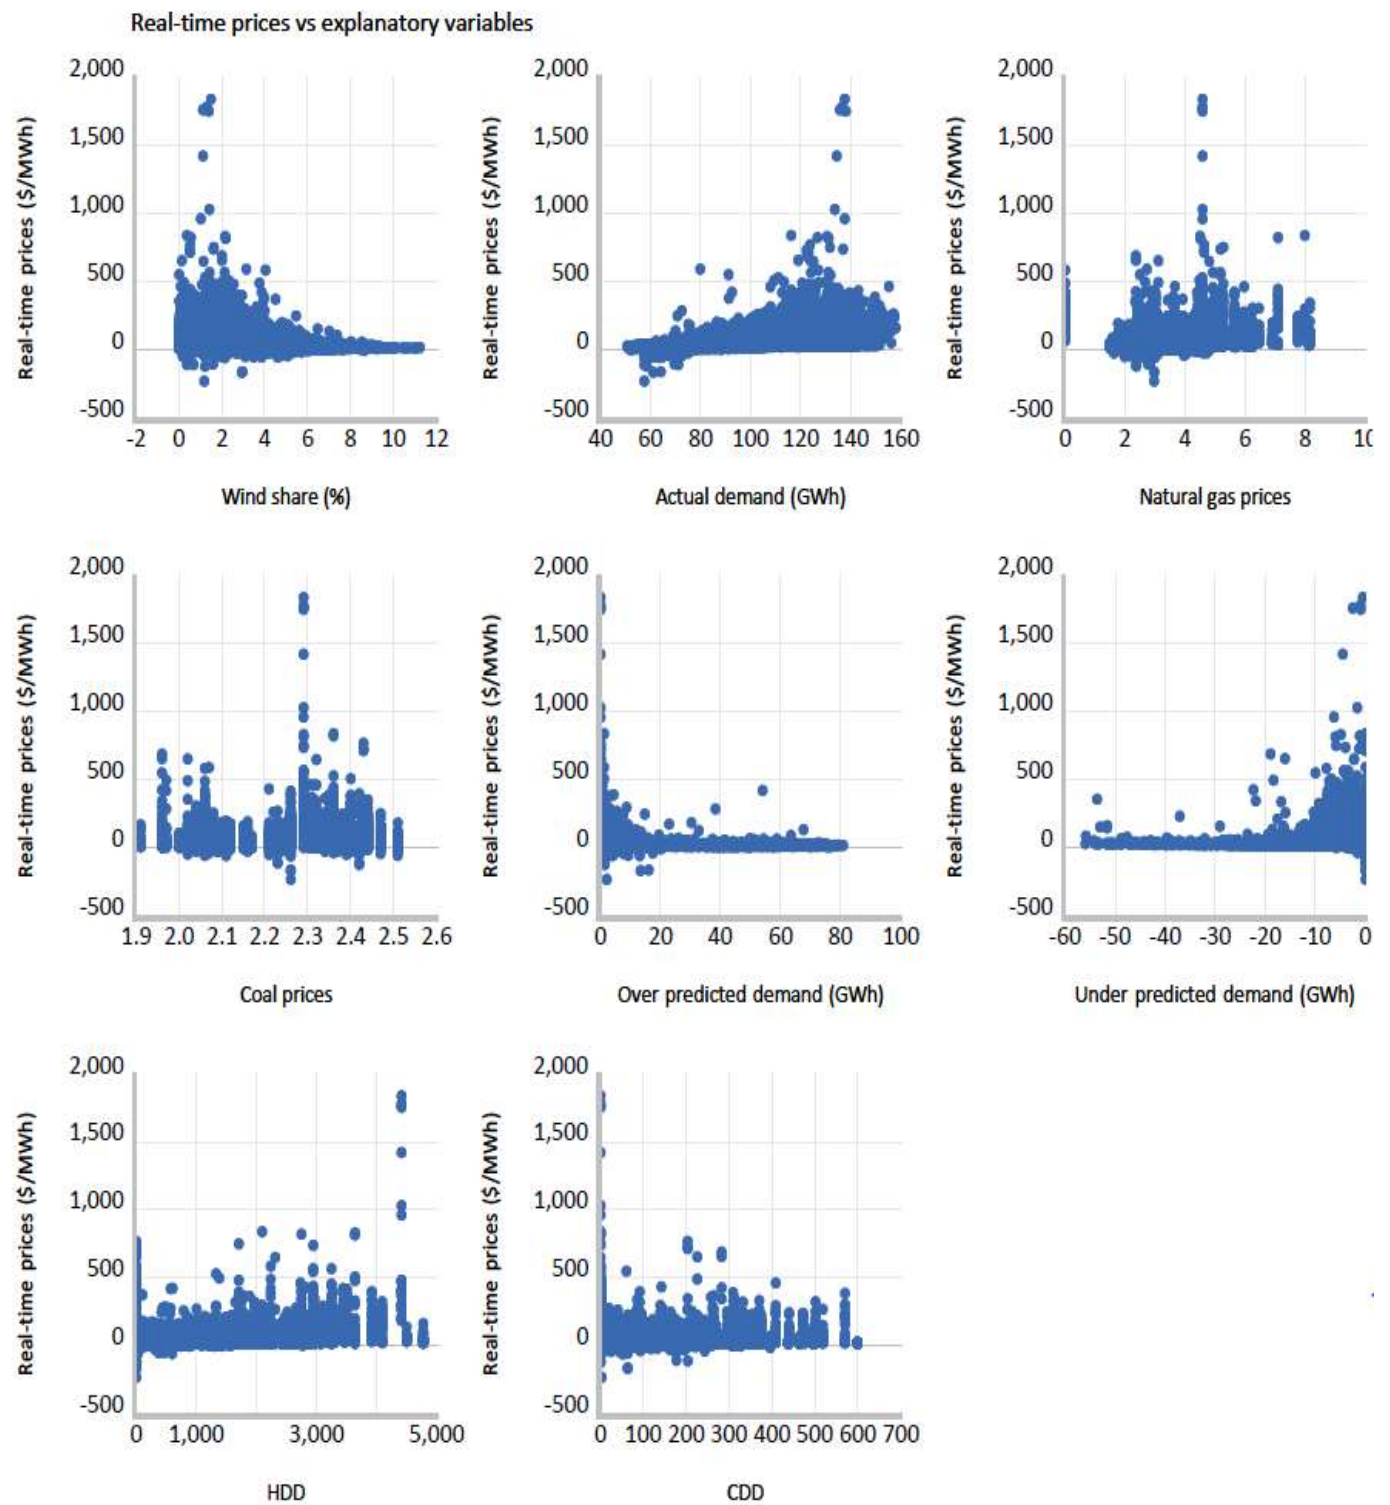 Real-time prices vs explanatory variables
2,000
1,500
1,000
500
0
-500
Real-time prices ($/MWh)
-2 0 2 4 6 8 10 12
Wind share (%)
2,000
1,500
1,000
500
0
-500
Real-time prices ($/MWh)
40 60 80 100 120 140 160
Actual demand (GWh)
2,000
1,500
1,000
500
0
-500
Real-time prices ($/MWh)
0 2 4 6 8 10
Natural gas prices
2,000
1,500
1,000
500
0
-500
Real-time prices ($/MWh)
1.9 2.0 2.1 2.2 2.3 2.4 2.5 2.6
Coal prices
2,000
1,500
1,000
500
0
-500
Real-time prices ($/MWh)
0 20 40 60 80 100
Over predicted demand (GWh)
2,000
1,500
1,000
500
0
-500
Real-time prices ($/MWh)
-60 -50 -40 -30 -20 -10 0
Under predicted demand (GWh)
2,000
1,500
1,000
500
0
-500
Real-time prices ($/MWh)
0 1,000 3,000 5,000
HDD
2,000
1,500
1,000
500
0
-500
Real-time prices ($/MWh)
0 100 200 300 400 500 600 700
CDD